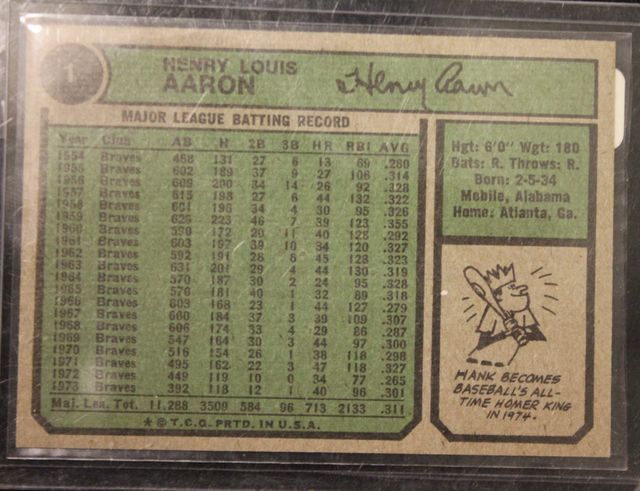 1
HENRY LOUIS
AARON
Henry Aaron
MAJOR LEAGUE BATTING RECORD
Year Club AB H 2B 3B HR RBI AVG
1954 Braves 468 131 27 6 13 69 .280
1955 Braves 602 189 37 9 27 106 .314
1956 Braves 609 200 34 14 26 92 .328
1957 Braves 615 198 27 6 44 132 .322
1958 Braves 601 196 34 4 30 95 .326
1959 Braves 629 223 46 7 39 123 .355
1960 Braves 590 172 20 11 40 126 .292
1961 Braves 603 197 39 10 34 120 .327
1962 Braves 592 191 28 6 45 128 .323
1963 Braves 631 201 29 4 44 130 .319
1964 Braves 570 187 30 2 24 95 .328
1965 Braves 570 181 40 1 32 89 .318
1966 Braves 603 168 23 1 44 127 .279
1967 Braves 600 184 37 3 39 109 .307
1968 Braves 606 174 33 4 29 86 .287
1969 Braves 547 164 30 3 44 97 .300
1970 Braves 516 154 26 1 38 118 .298
1971 Braves 495 162 22 3 47 118 .327
1972 Braves 449 119 10 0 34 77 .265
1973 Braves 392 118 12 1 40 96 .301
Maj. Lea. Tot. 11,288 3509 584 96 713 2133 .311
* © T.C.G. PRTD. IN U.S.A.
Hgt: 6'0" Wgt: 180
Bats: R. Throws: R.
Born: 2-5-34
Mobile, Alabama
Home: Atlanta, Ga.
HANK BECOMES
BASEBALL'S ALL-
TIME HOMER KING
IN 1974.